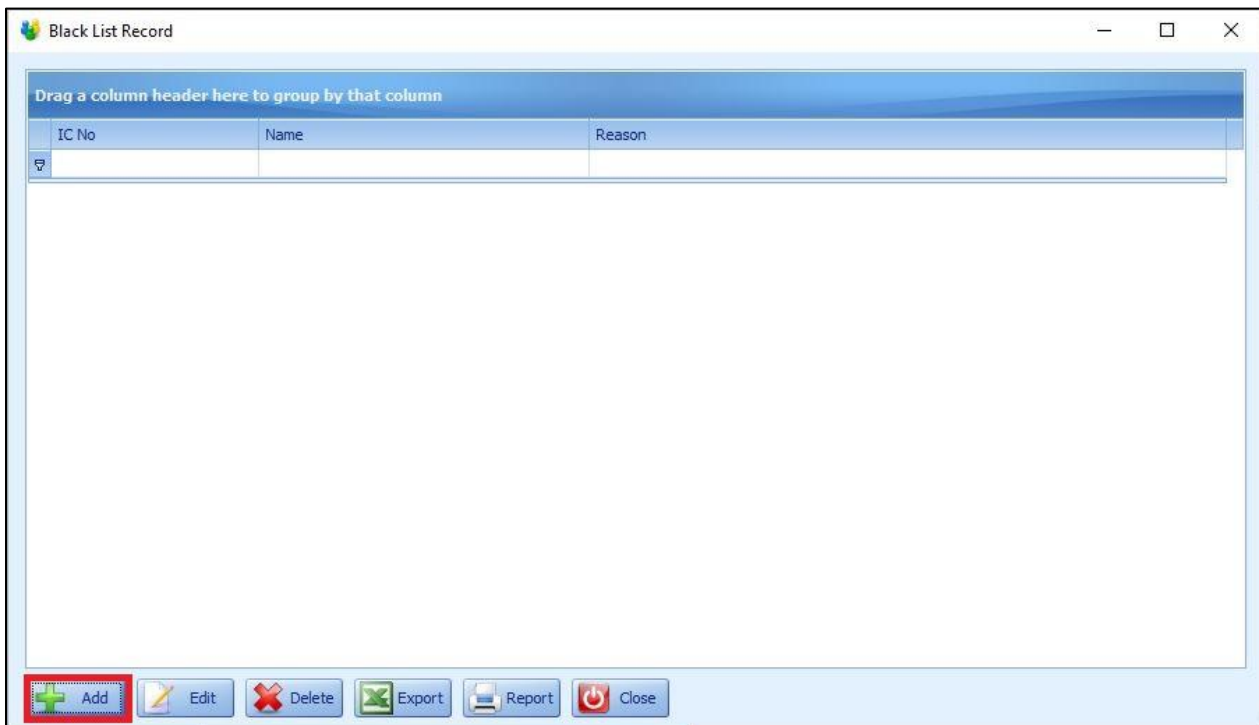 Black List Record
Drag a column header here to group by that column
IC No Name Reason
Add Edit Delete Export Report Close